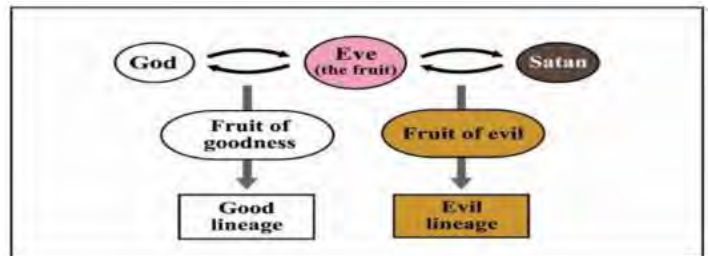 God
Eve
(the fruit)
Satan
Fruit of
goodness
Fruit of evil
Good
lineage
Evil
lineage